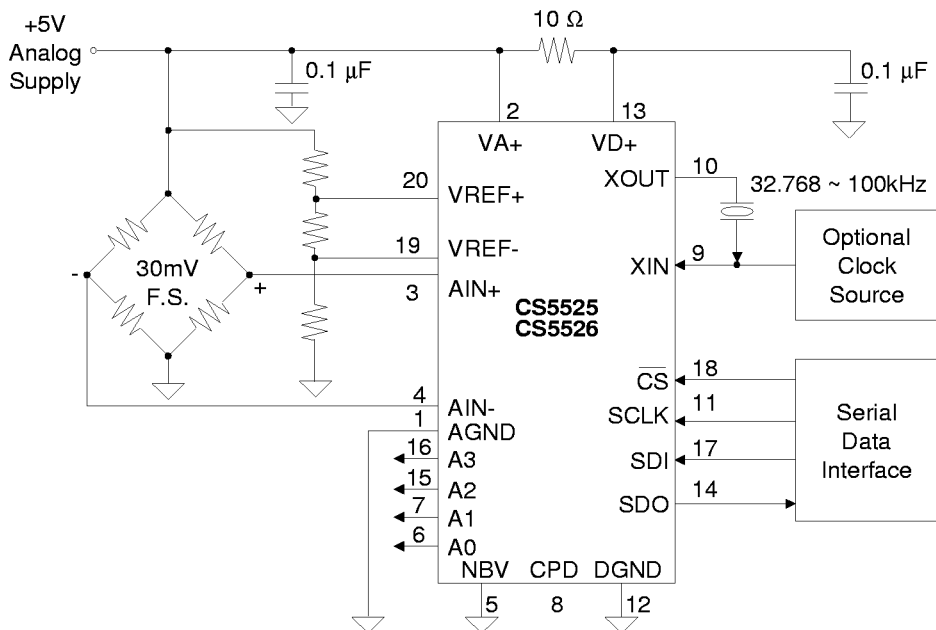 +5V
Analog
Supply
10 Ω
0.1 µF
0.1 µF
2
13
VA+
VD+
20
VREF+
19
VREF-
3
AIN+
-
30mV
F.S.
+
XOUT
10
32.768 ~ 100kHz
XIN
9
Optional
Clock
Source
CS5525
CS5526
4
AIN-
1
AGND
16
A3
15
A2
7
A1
6
A0
CS
18
SCLK
11
SDI
17
SDO
14
Serial
Data
Interface
NBV
CPD
DGND
5
8
12